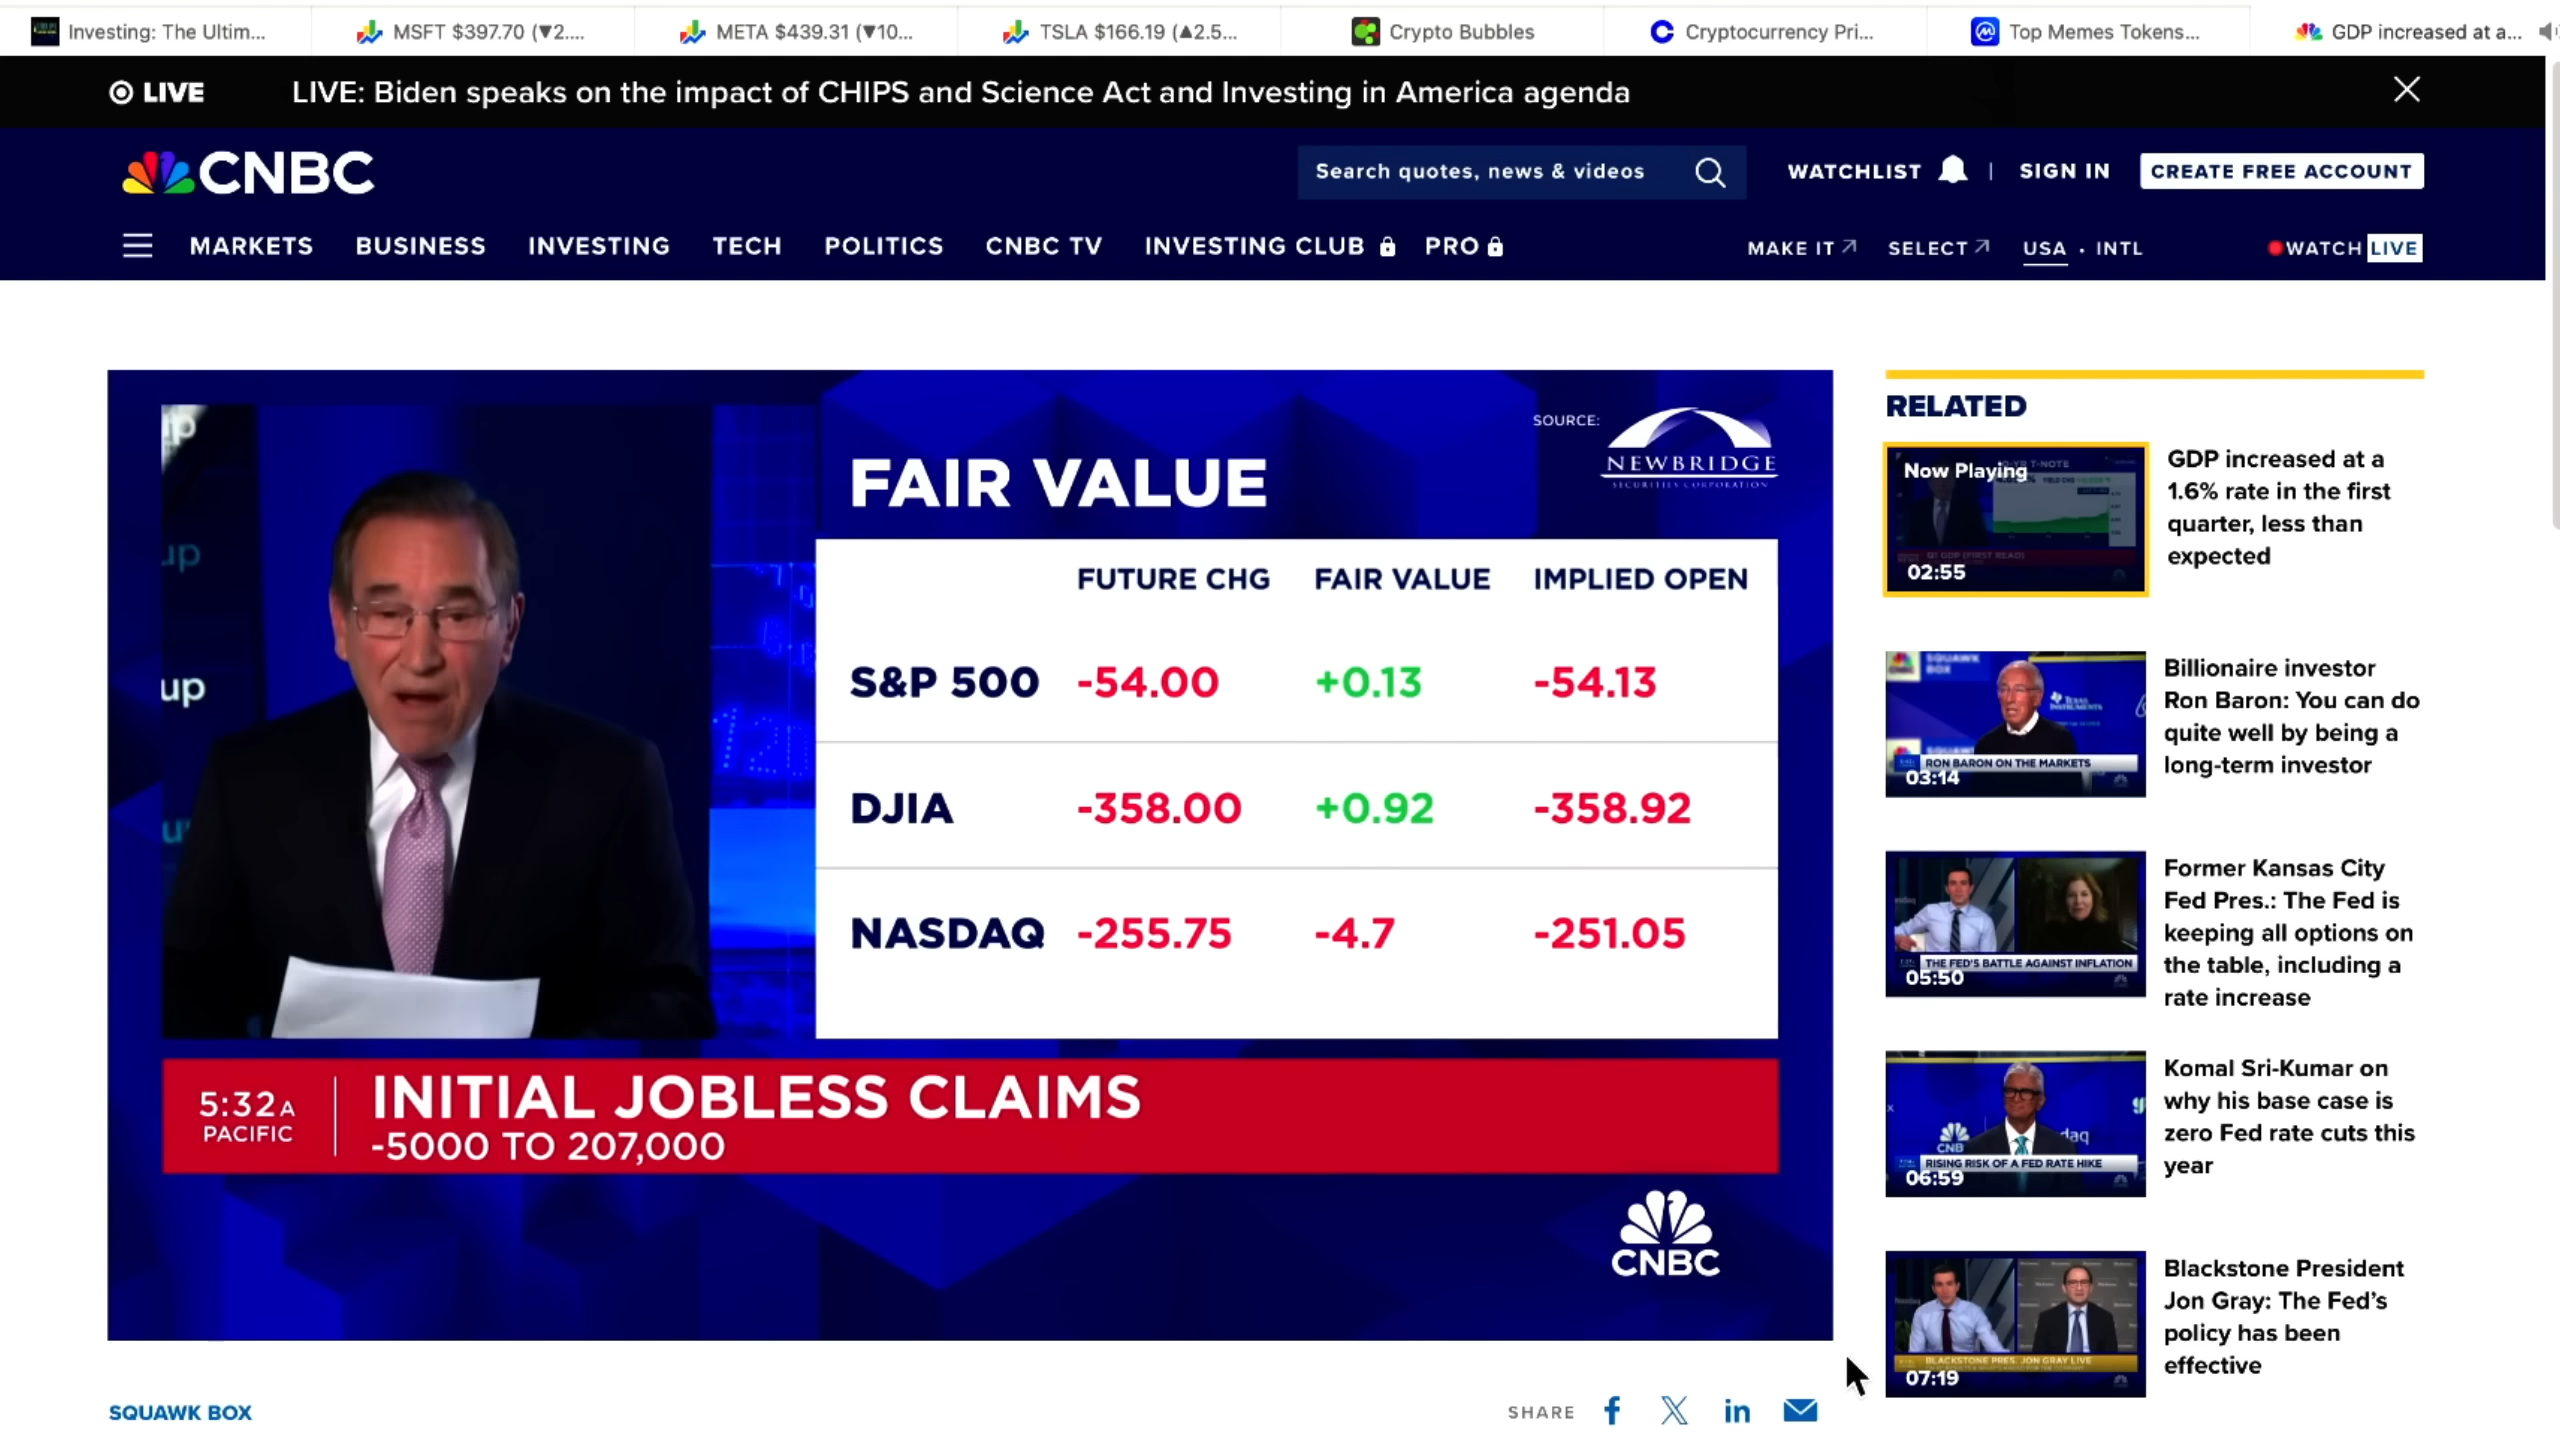 Investing: The Ultim...
MSFT $397.70 (▼2....
META $439.31 (▼10...
TSLA $166.19 (▲2.5...
Crypto Bubbles
Cryptocurrency Pri...
Top Memes Tokens...
GDP increased at a...
LIVE
LIVE: Biden speaks on the impact of CHIPS and Science Act and Investing in America agenda
CNBC
Search quotes, news & videos
WATCHLIST
SIGN IN
CREATE FREE ACCOUNT
MARKETS
BUSINESS
INVESTING
TECH
POLITICS
CNBC TV
INVESTING CLUB
PRO
MAKE IT
SELECT
USA · INTL
WATCH LIVE
up
up
up
FAIR VALUE
SOURCE:
NEWBRIDGE
SECURITIES CORPORATION
FUTURE CHG FAIR VALUE IMPLIED OPEN
S&P 500 -54.00 +0.13 -54.13
DJIA -358.00 +0.92 -358.92
NASDAQ -255.75 -4.7 -251.05
5:32A
PACIFIC
INITIAL JOBLESS CLAIMS
-5000 TO 207,000
CNBC
SQUAWK BOX
SHARE
RELATED
Now Playing
02:55
GDP increased at a
1.6% rate in the first
quarter, less than
expected
RON BARON ON THE MARKETS
03:14
Billionaire investor
Ron Baron: You can do
quite well by being a
long-term investor
THE FED'S BATTLE AGAINST INFLATION
05:50
Former Kansas City
Fed Pres.: The Fed is
keeping all options on
the table, including a
rate increase
RISING RISK OF A FED RATE HIKE
06:59
Komal Sri-Kumar on
why his base case is
zero Fed rate cuts this
year
BLACKSTONE PRES. JON GRAY LIVE
07:19
Blackstone President
Jon Gray: The Fed's
policy has been
effective